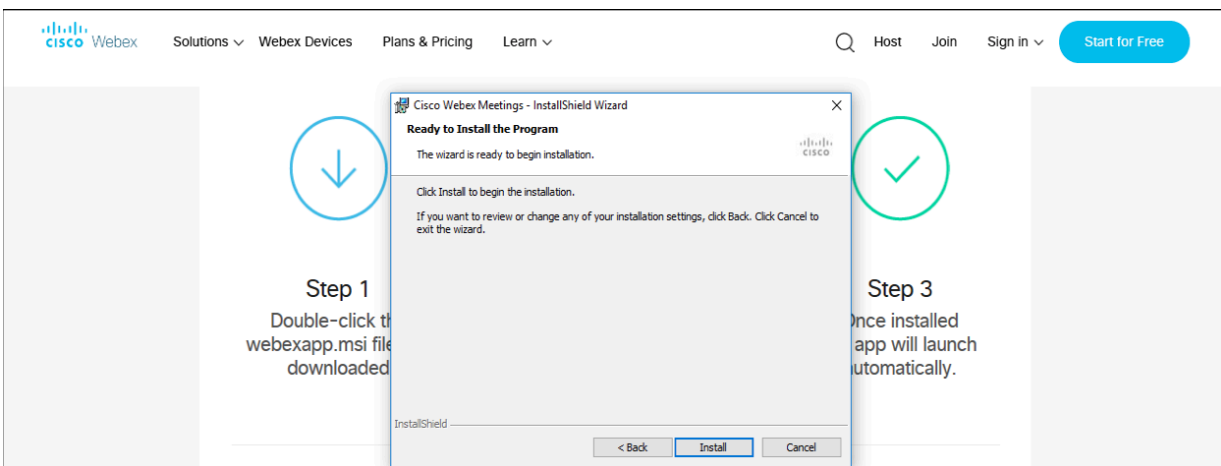 cisco Webex
Solutions
Webex Devices
Plans & Pricing
Learn
Host
Join
Sign in
Start for Free
Cisco Webex Meetings - InstallShield Wizard
Ready to Install the Program
The wizard is ready to begin installation.
cisco
Click Install to begin the installation.
If you want to review or change any of your installation settings, click Back. Click Cancel to
exit the wizard.
InstallShield
< Back
Install
Cancel
Step 1
Double-click
webexapp.msi
downloaded
Step 3
installed
app will launch
automatically.